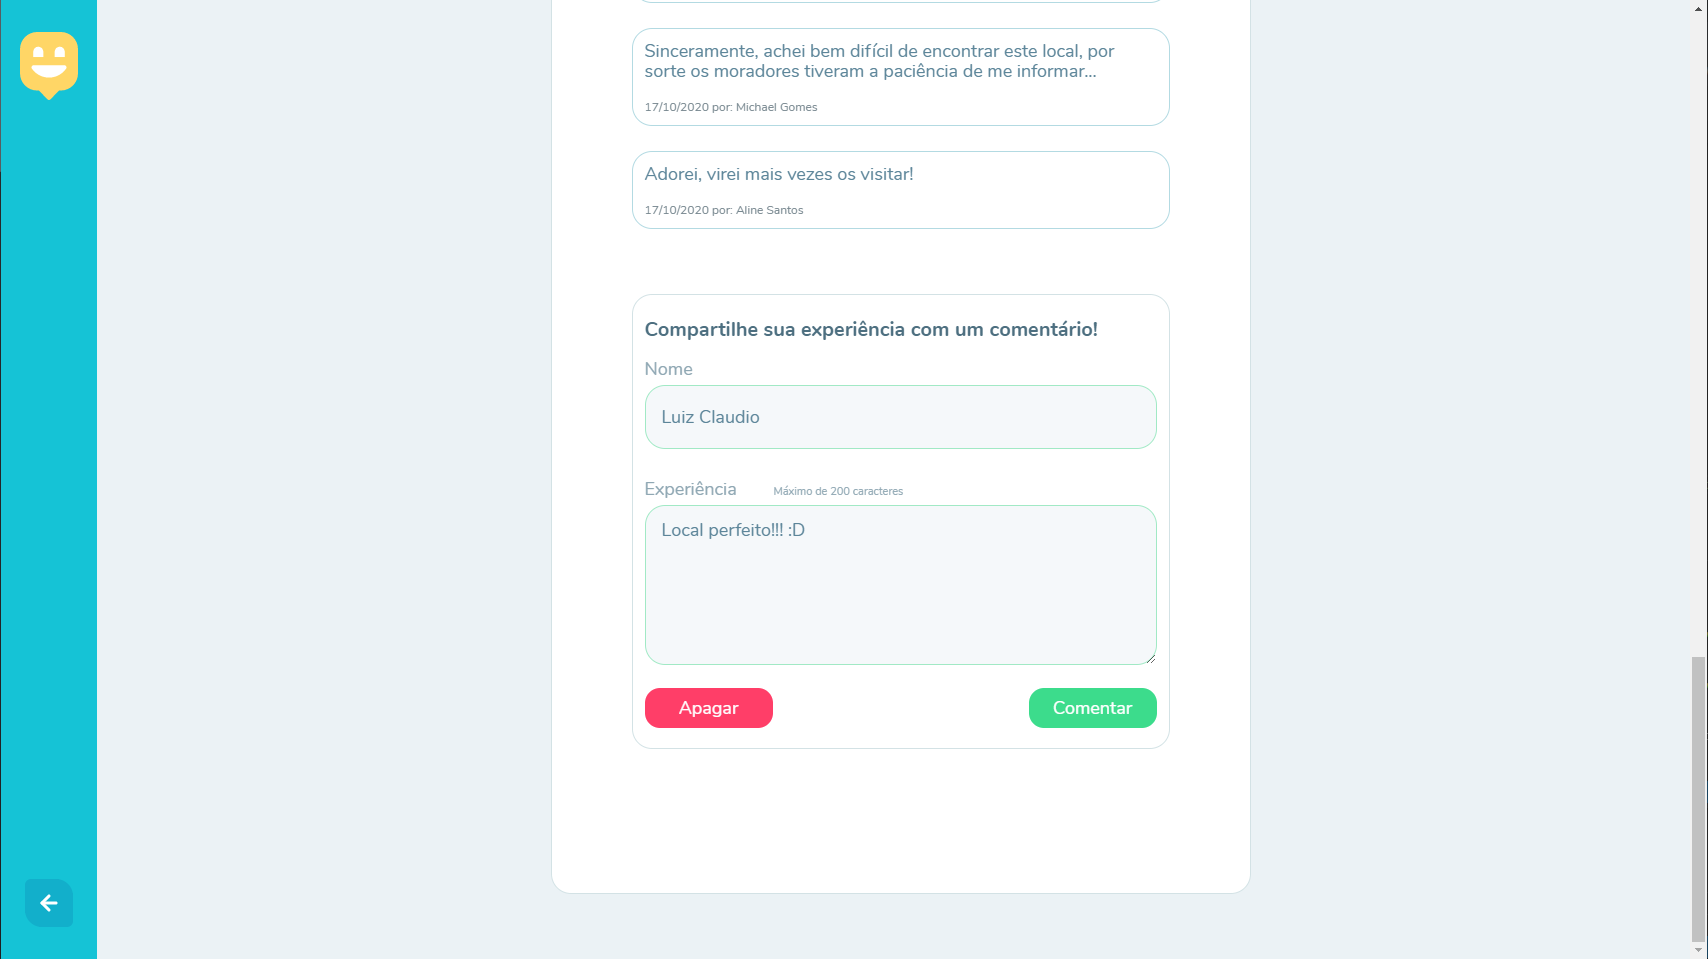 Sinceramente, achei bem difícil de encontrar este local, por
sorte os moradores tiveram a paciência de me informar...
17/10/2020 por: Michael Gomes
Adorei, virei mais vezes os visitar!
17/10/2020 por: Aline Santos
Compartilhe sua experiência com um comentário!
Nome
Luiz Claudio
Experiência Máximo de 200 caracteres
Local perfeito!!! :D
Apagar Comentar